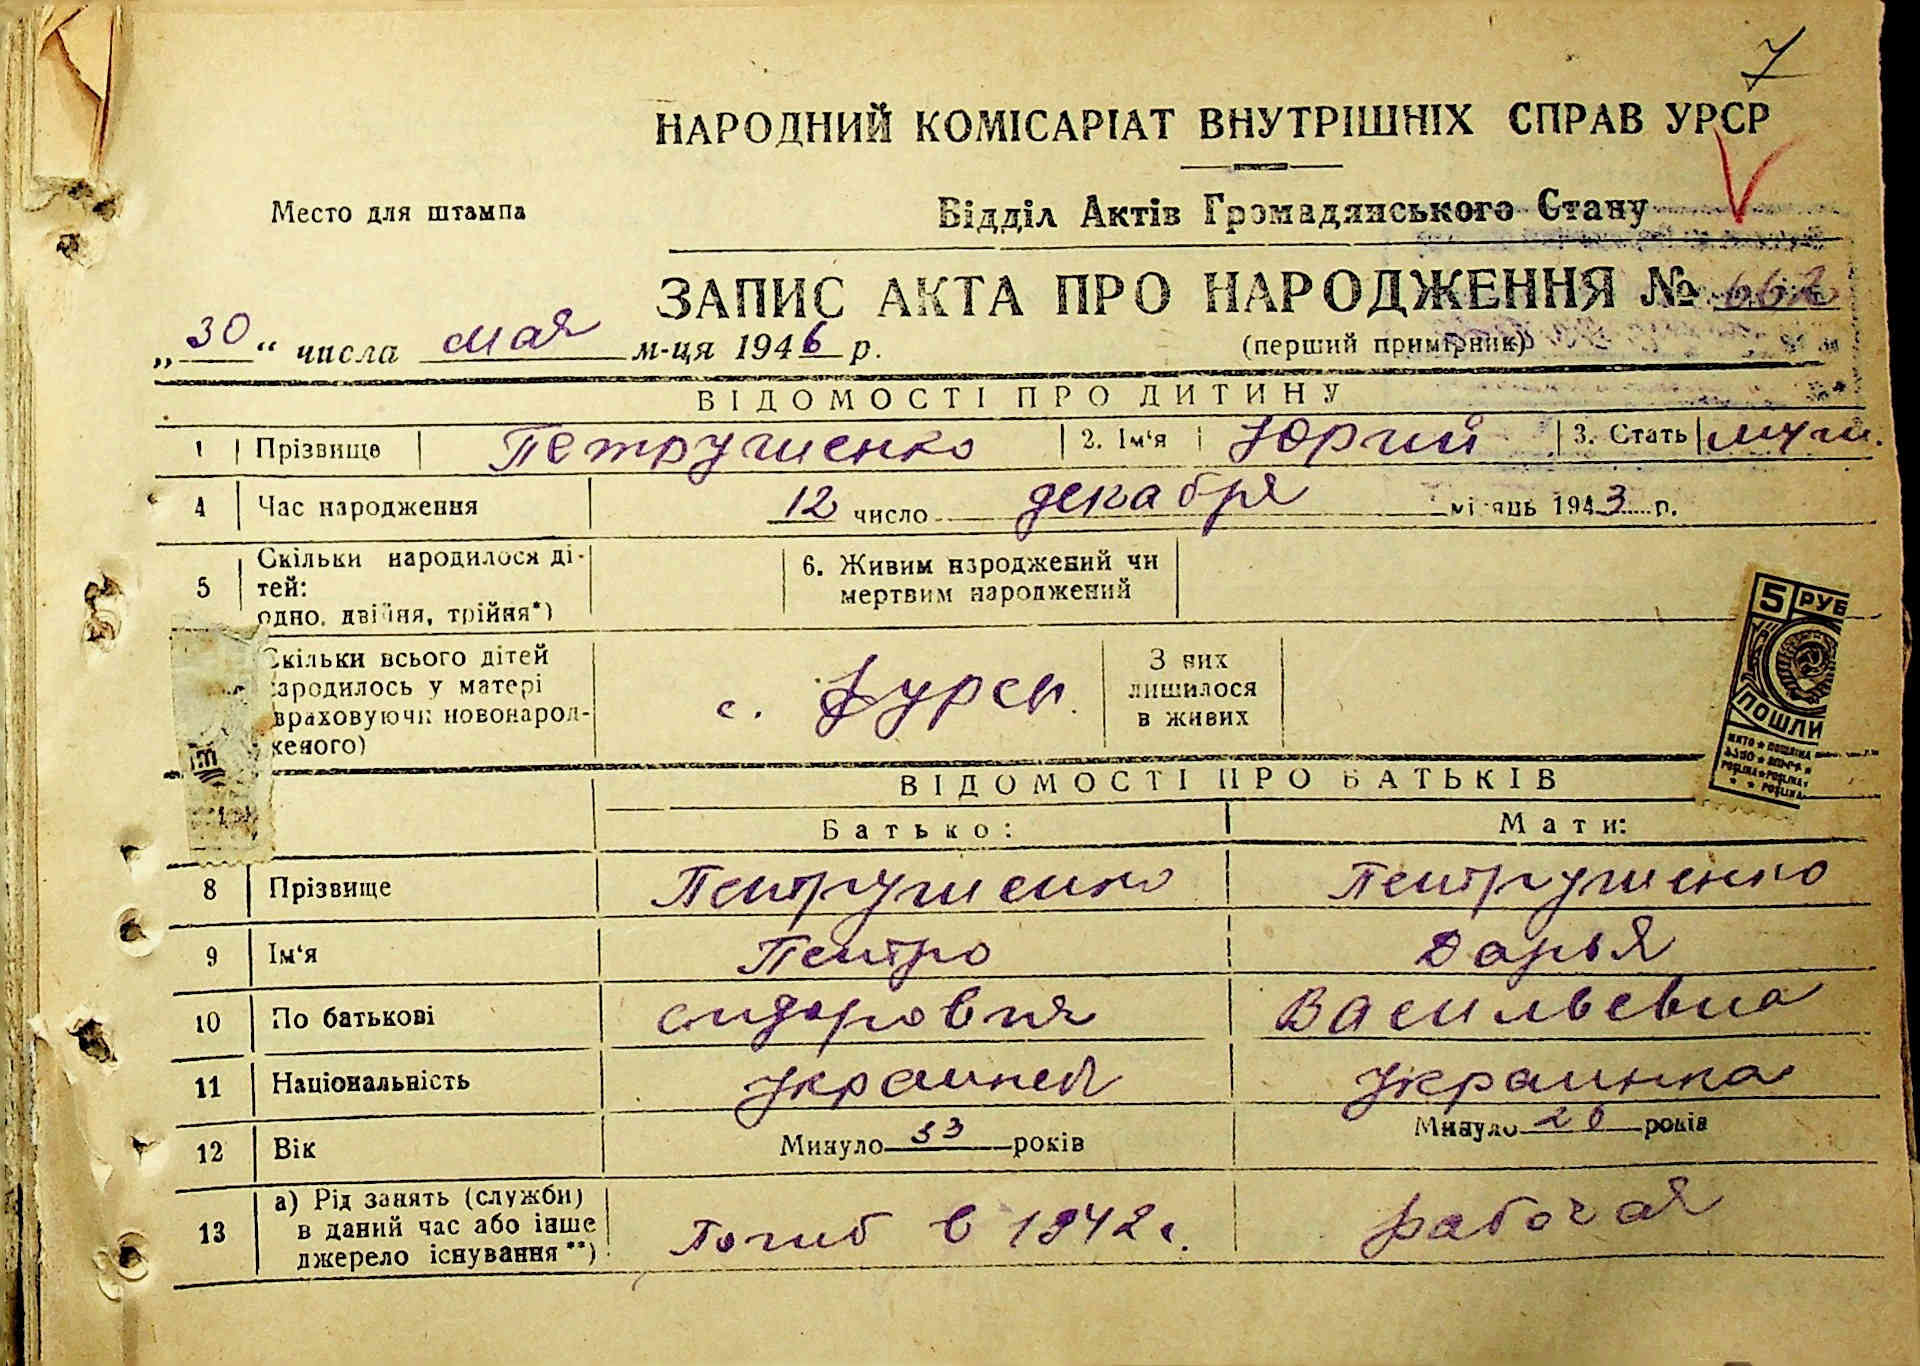 7
НАРОДНИЙ КОМІСАРІАТ ВНУТРІШНІХ СПРАВ УРСР
Место для штампа
Відділ Актів Громадянського Стану
ЗАПИС АКТА ПРО НАРОДЖЕННЯ № 662
„30“ числа мая м-ця 1946 р.
(перший примірник)
ВІДОМОСТІ ПРО ДИТИНУ
1 Прізвище Петрушенко 2. Ім‘я Юрий 3. Стать муж.
4 Час народження 12 число декабря місяць 1943 р.
5 Скільки народилося ді-
тей:
одно, двійня, трійня*)
6. Живим народжений чи
мертвим народжений
Скільки всього дітей
народилось у матері
враховуючи новонарод-
женого)
с.
З них
лишилося
в живих
5 РУБ
ПОШЛИ
ВІДОМОСТІ ПРО БАТЬКІВ
Батько: Мати:
8 Прізвище Петрушенко Петрушенко
9 Ім‘я Петро Дарья
10 По батькові Васильевна
11 Національність Украинец Украинка
12 Вік Минуло 33 років Минуло 26 років
13 а) Рід занять (служби)
в даний час або інше
джерело існування**)
Погиб в 1942 г. рабочая